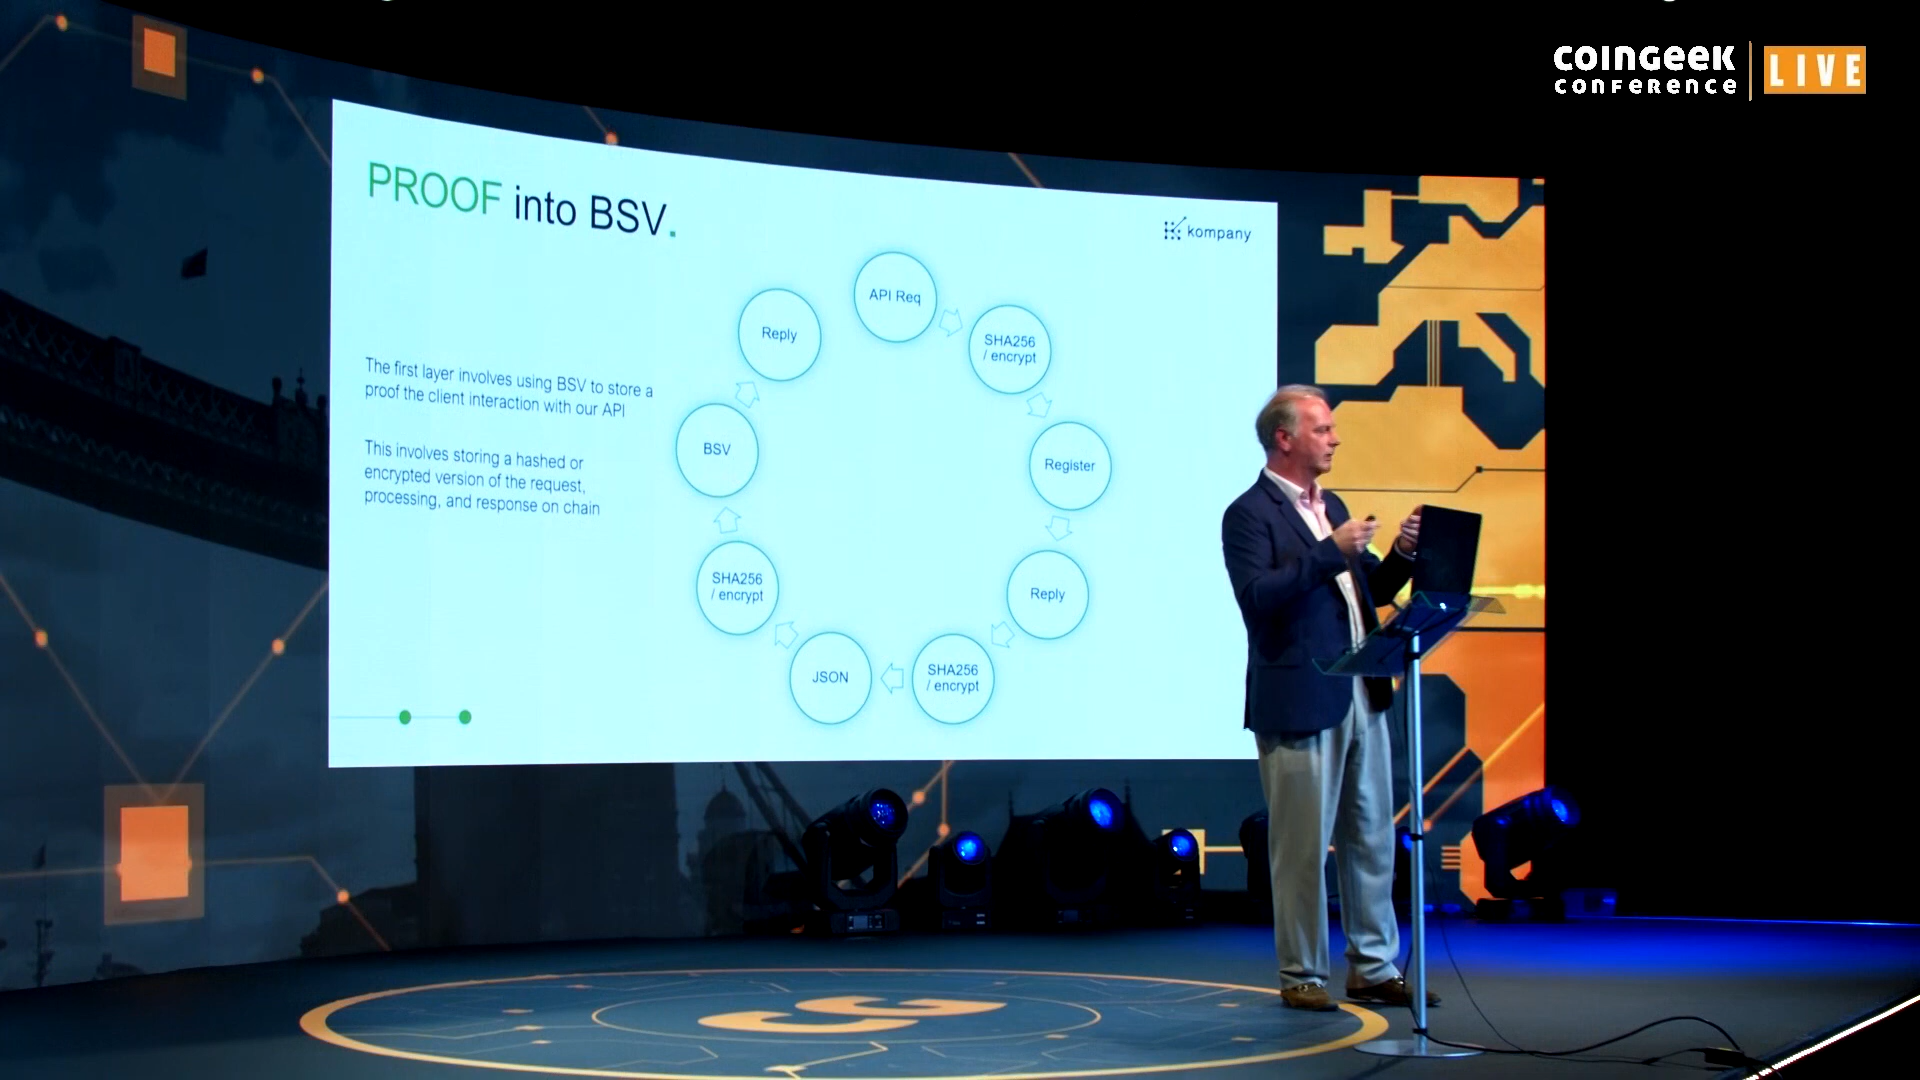 COINGEEK
CONFERENCE
LIVE
PROOF into BSV.
kompany
The first layer involves using BSV to store a
proof the client interaction with our API
This involves storing a hashed or
encrypted version of the request,
processing, and response on chain
API Req
SHA256
/ encrypt
Register
Reply
SHA256
/ encrypt
JSON
SHA256
/ encrypt
BSV
Reply
CG